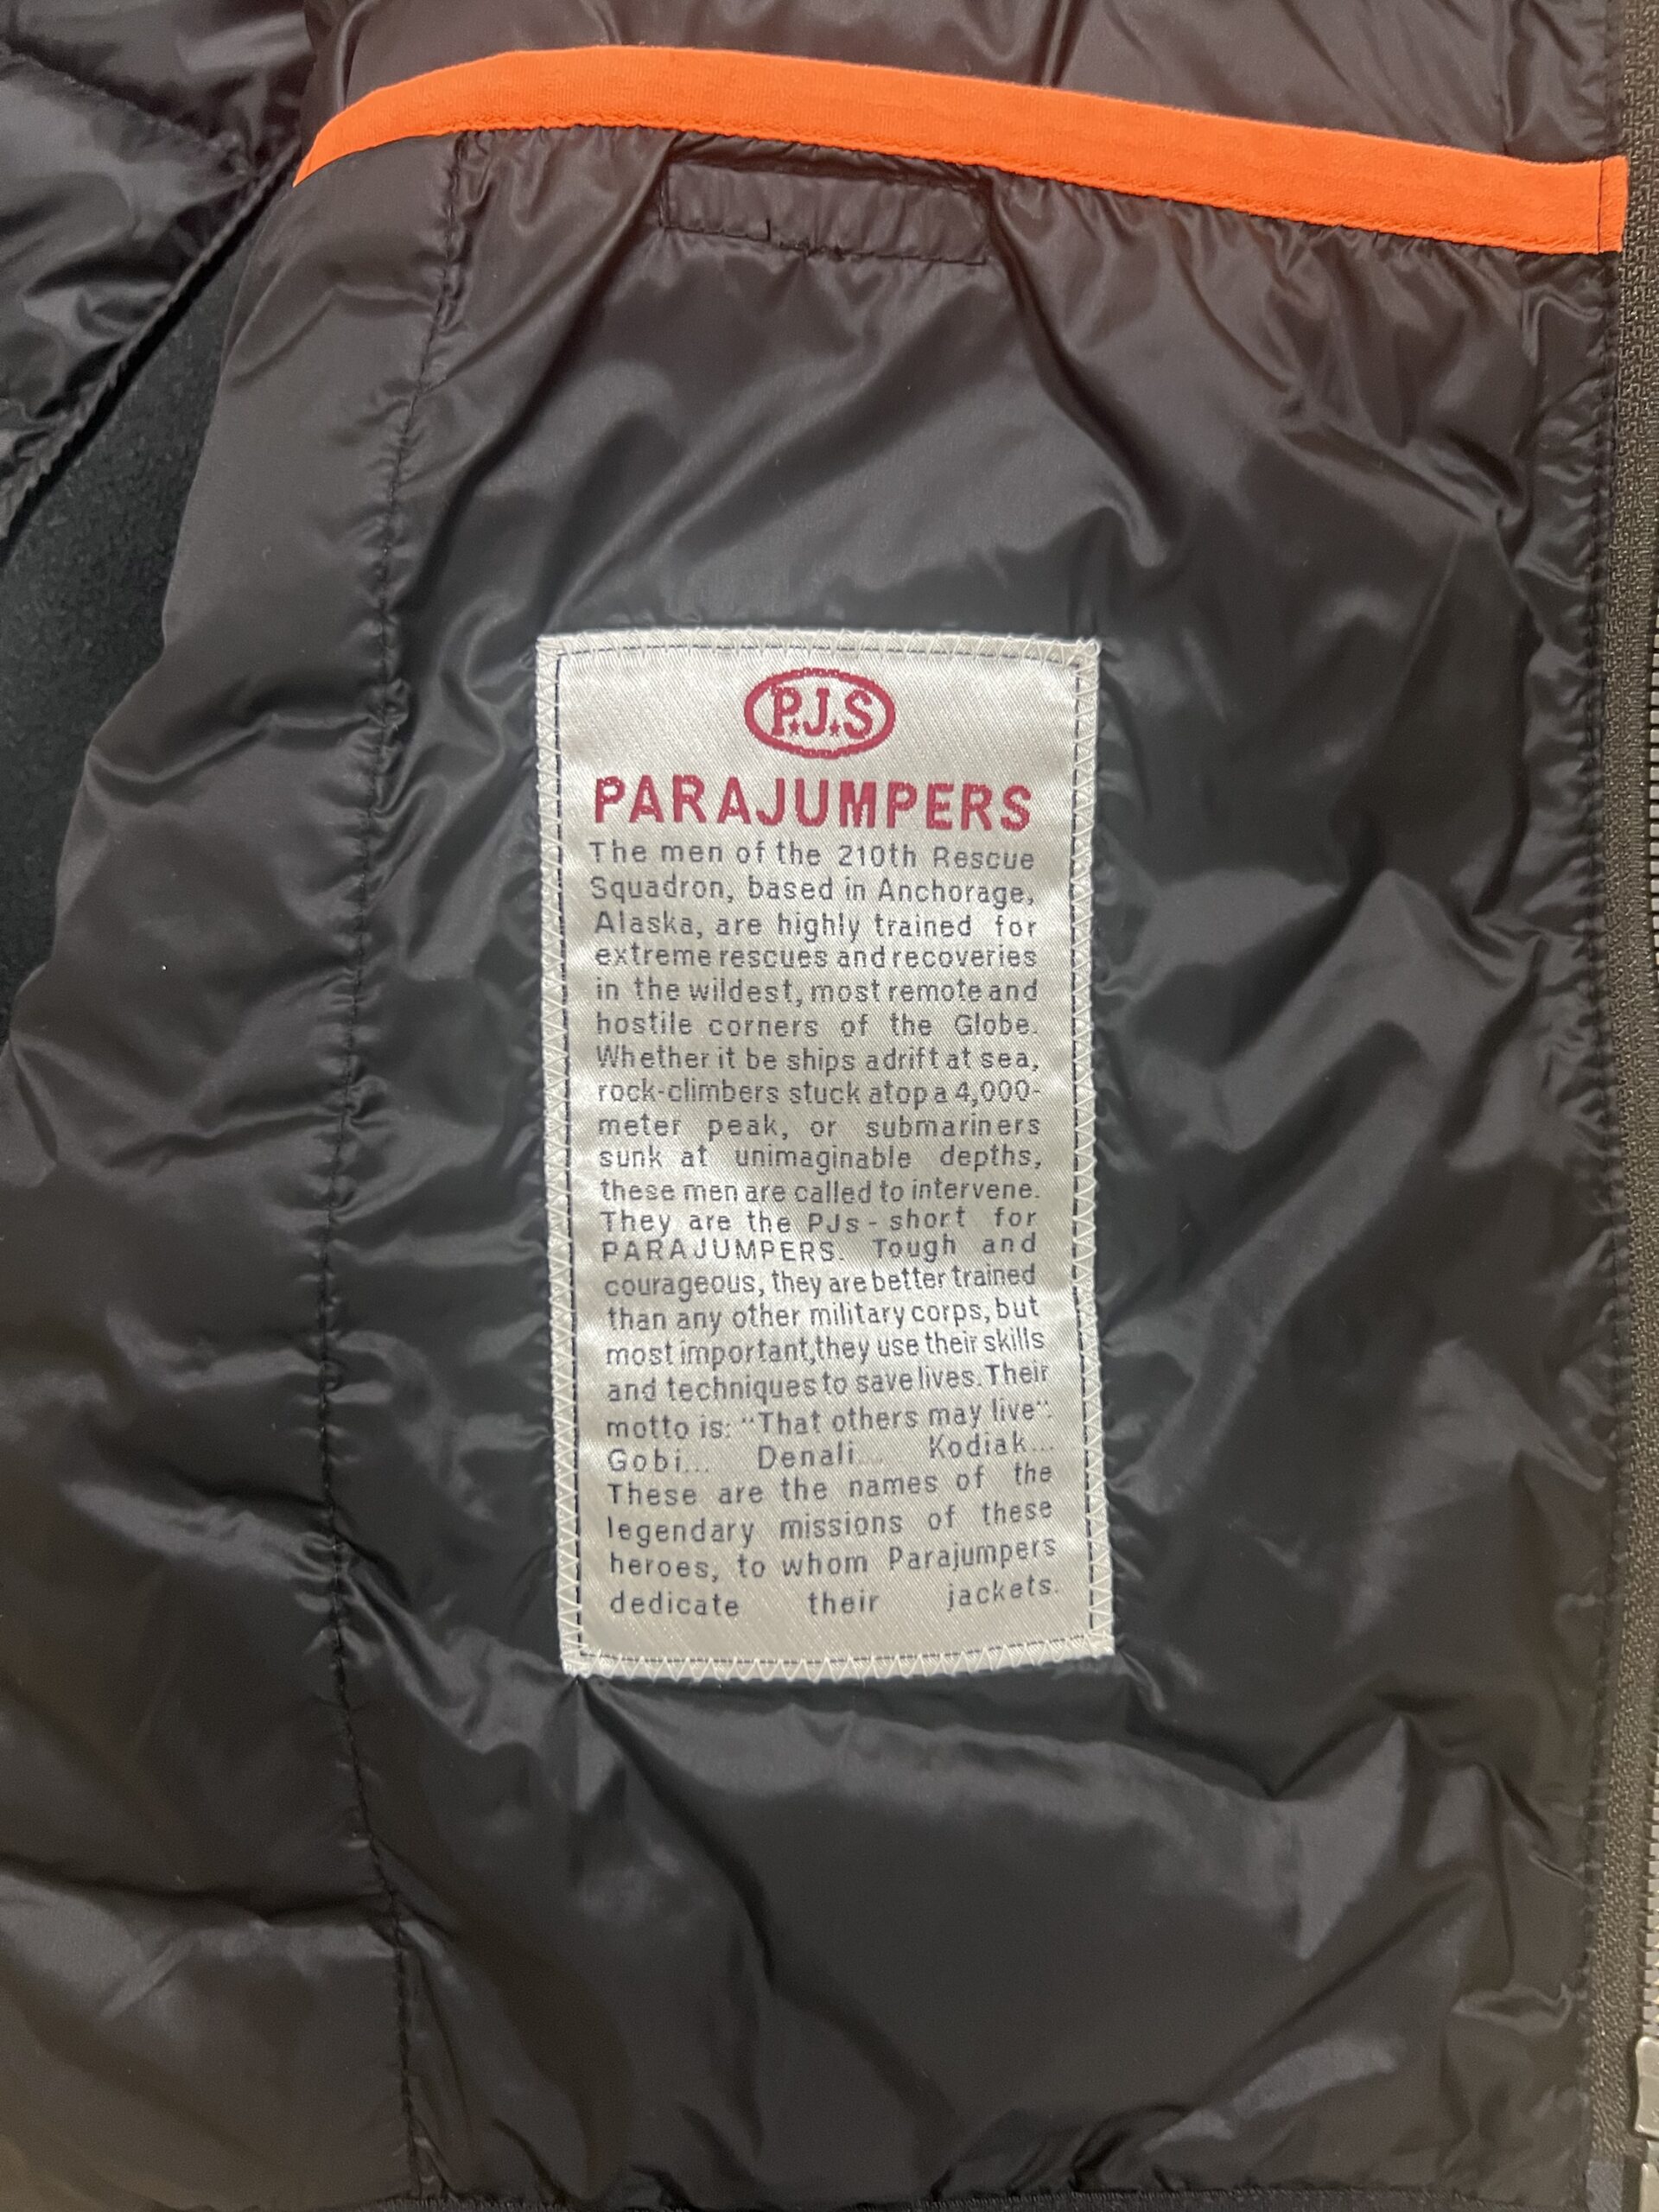 P.J.S
PARAJUMPERS
The men of the 210th Rescue
Squadron, based in Anchorage,
Alaska, are highly trained for
extreme rescues and recoveries
in the wildest, most remote and
hostile corners of the Globe.
Whether it be ships adrift at sea,
rock-climbers stuck atop a 4,000-
meter peak, or submariners
sunk at unimaginable depths,
these men are called to intervene.
They are the PJs - short for
PARAJUMPERS. Tough and
courageous, they are better trained
than any other military corps, but
most important,they use their skills
and techniques to save lives. Their
motto is: "That others may live".
Gobi... Denali... Kodiak...
These are the names of the
legendary missions of these
heroes, to whom Parajumpers
dedicate their jackets.